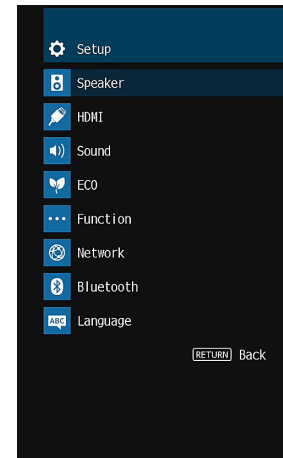 Setup
Speaker
HDMI
Sound
ECO
Function
Network
Bluetooth
ABC Language
RETURN Back